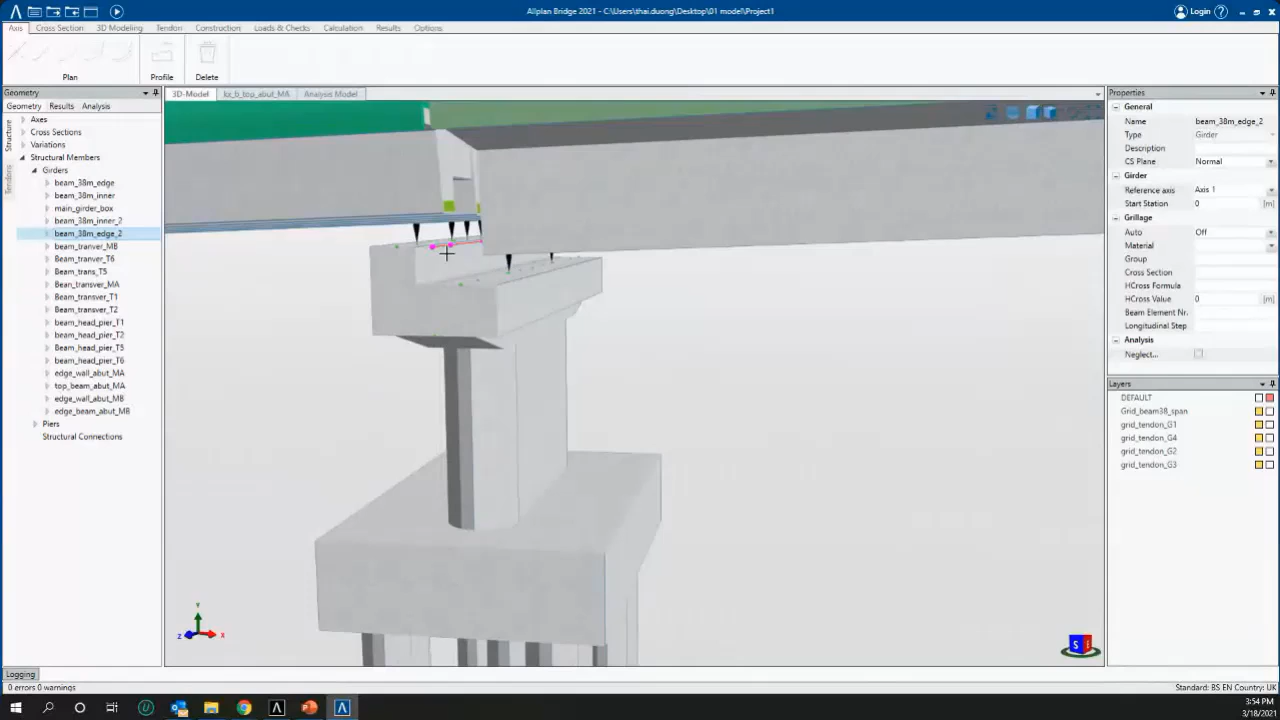 Allplan Bridge 2021 - C:\Users\thai.duong\Desktop\01 model\Project1
Login
Axis Cross Section 3D Modeling Tendon Construction Loads & Checks Calculation Results Options
Plan Profile Delete
Geometry
Geometry Results Analysis
Structure
Tendons
Axes
Cross Sections
Variations
Structural Members
Girders
beam_38m_edge
beam_38m_inner
main_girder_box
beam_38m_inner_2
beam_38m_edge_2
beam_tranver_MB
Beam_tranver_T6
Beam_trans_T5
Bean_transver_MA
Beam_transver_T1
Beam_transver_T2
beam_head_pier_T1
beam_head_pier_T2
Beam_head_pier_T5
beam_head_pier_T6
edge_wall_abut_MA
top_beam_abut_MA
edge_wall_abut_MB
edge_beam_abut_MB
Piers
Structural Connections
3D-Model kx_b_top_abut_MA Analysis Model
Y
Z
X
S
Properties
General
Name beam_38m_edge_2
Type Girder
Description
CS Plane Normal
Girder
Reference axis Axis 1
Start Station 0 [m]
Grillage
Auto Off
Material
Group
Cross Section
HCross Formula
HCross Value 0 [m]
Beam Element Nr.
Longitudinal Step
Analysis
Neglect...
Layers
DEFAULT
Grid_beam38_span
grid_tendon_G1
grid_tendon_G4
grid_tendon_G2
grid_tendon_G3
Logging
0 errors 0 warnings
Standard: BS EN Country: UK
3:54 PM
3/18/2021